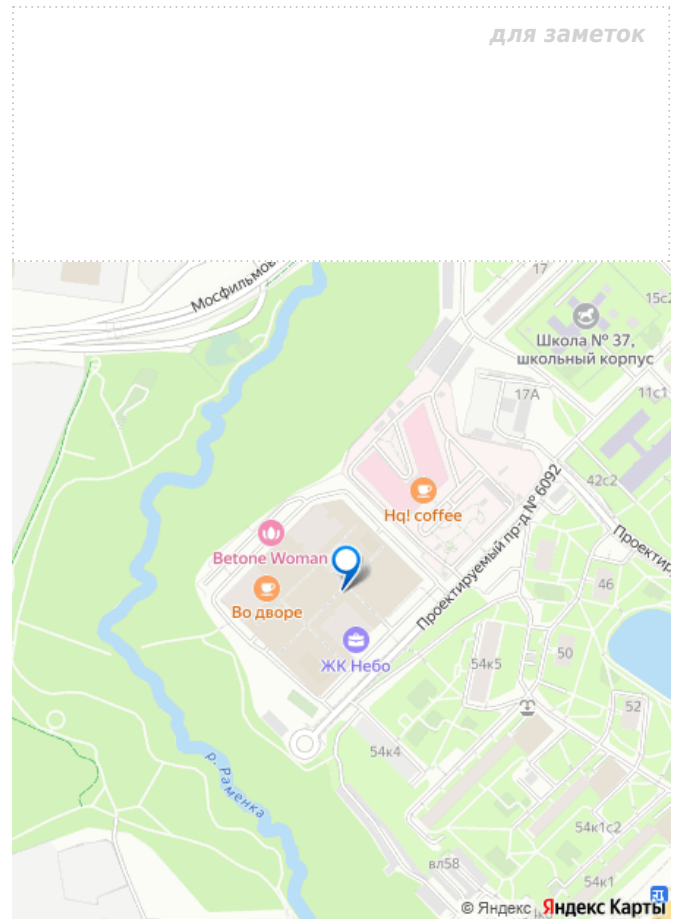 для заметок
Мосфильмов
17
15с2
Школа № 37,
школьный корпус
17А
11с1
42с2
Hq! coffee
Проектируемый пр-д № 6092
Betone Woman
Во дворе
46
ЖК Небо
54к5
50
52
54к4
р. Раменка
54к1с2
вл58
54к1
© Яндекс Яндекс Карты